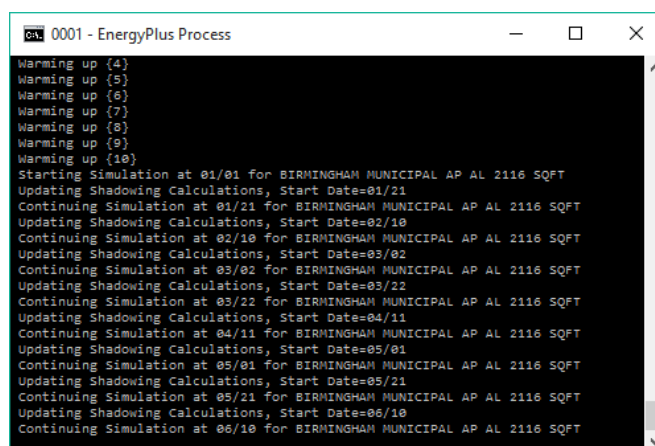 0001 - EnergyPlus Process
Warming up {4}
Warming up {5}
Warming up {6}
Warming up {7}
Warming up {8}
Warming up {9}
Warming up {10}
Starting Simulation at 01/01 for BIRMINGHAM MUNICIPAL AP AL 2116 SQFT
Updating Shadowing Calculations, Start Date=01/21
Continuing Simulation at 01/21 for BIRMINGHAM MUNICIPAL AP AL 2116 SQFT
Updating Shadowing Calculations, Start Date=02/10
Continuing Simulation at 02/10 for BIRMINGHAM MUNICIPAL AP AL 2116 SQFT
Updating Shadowing Calculations, Start Date=03/02
Continuing Simulation at 03/02 for BIRMINGHAM MUNICIPAL AP AL 2116 SQFT
Updating Shadowing Calculations, Start Date=03/22
Continuing Simulation at 03/22 for BIRMINGHAM MUNICIPAL AP AL 2116 SQFT
Updating Shadowing Calculations, Start Date=04/11
Continuing Simulation at 04/11 for BIRMINGHAM MUNICIPAL AP AL 2116 SQFT
Updating Shadowing Calculations, Start Date=05/01
Continuing Simulation at 05/01 for BIRMINGHAM MUNICIPAL AP AL 2116 SQFT
Updating Shadowing Calculations, Start Date=05/21
Continuing Simulation at 05/21 for BIRMINGHAM MUNICIPAL AP AL 2116 SQFT
Updating Shadowing Calculations, Start Date=06/10
Continuing Simulation at 06/10 for BIRMINGHAM MUNICIPAL AP AL 2116 SQFT